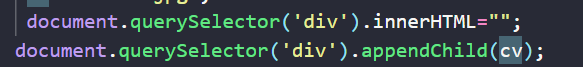 document.querySelector('div').innerHTML="";
document.querySelector('div').appendChild(cv);